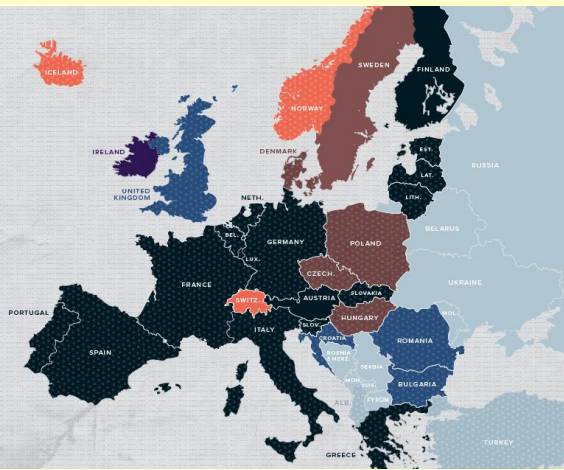 ICELAND
SWEDEN
FINLAND
NORWAY
EST.
IRELAND
DENMARK
RUSSIA
LAT.
UNITED
KINGDOM
NETH.
LITH.
BEL.
GERMANY
POLAND
BELARUS
LUX.
CZECH.
UKRAINE
FRANCE
SLOVAKIA
SWITZ.
AUSTRIA
PORTUGAL
HUNGARY
MOL.
ITALY
SLOV.
CROATIA
ROMANIA
SPAIN
BOSNIA
& HERZ.
SERBIA
MON.
KOS.
BULGARIA
ALB.
FYROM
TURKEY
GREECE